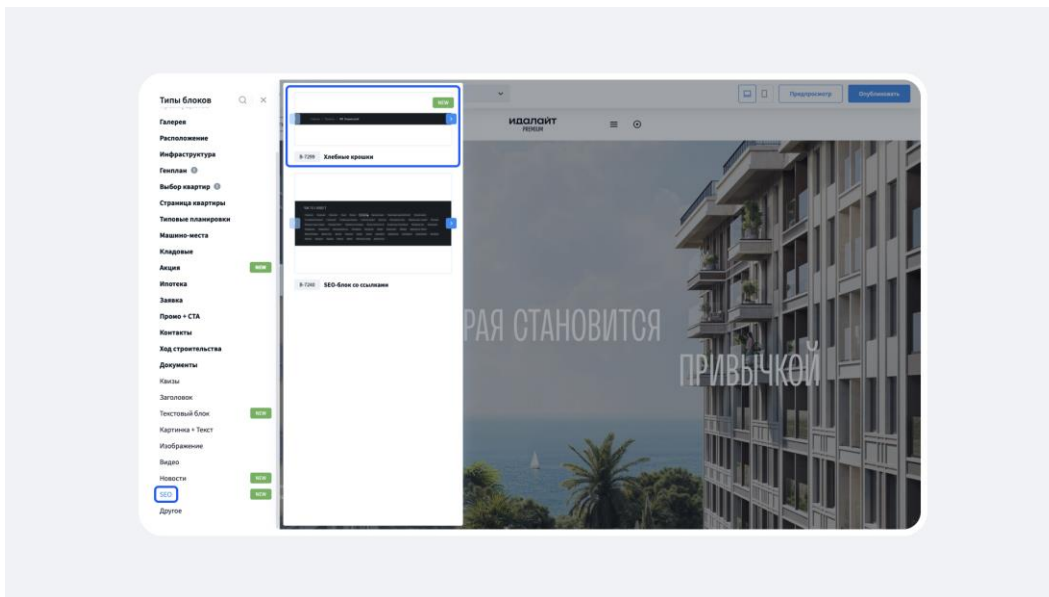 Типы блоков
Галерея
Расположение
Инфраструктура
Генплан
Выбор квартир
Страница квартиры
Типовые планировки
Машино-места
Кладовые
Акция NEW
Ипотека
Заявка
Промо + CTA
Контакты
Ход строительства
Документы
Квизы
Заголовок
Текстовый блок NEW
Картинка + Текст
Изображение
Видео
Новости NEW
SEO NEW
Другое
NEW
B-7299 Хлебные крошки
B-7240 SEO-блок со ссылками
Предпросмотр
Опубликовать
идалайт
PREMIUM
РАЯ СТАНОВИТСЯ
ПРИВЫЧКОЙ